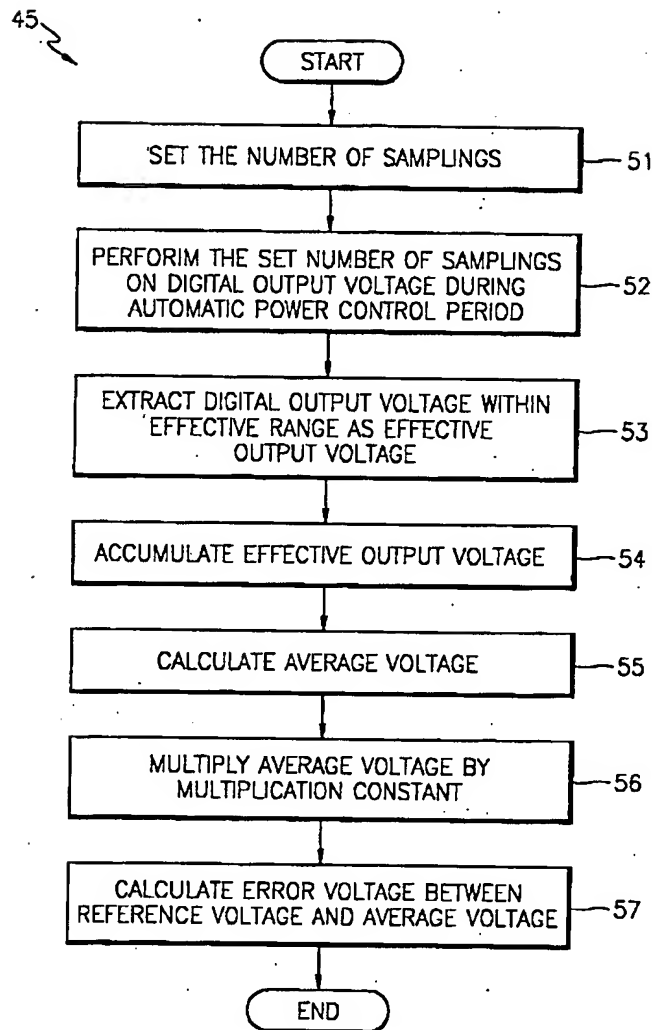 45
START
SET THE NUMBER OF SAMPLINGS
51
PERFORIM THE SET NUMBER OF SAMPLINGS
ON DIGITAL OUTPUT VOLTAGE DURING
AUTOMATIC POWER CONTROL PERIOD
52
EXTRACT DIGITAL OUTPUT VOLTAGE WITHIN
EFFECTIVE RANGE AS EFFECTIVE
OUTPUT VOLTAGE
53
ACCUMULATE EFFECTIVE OUTPUT VOLTAGE
54
CALCULATE AVERAGE VOLTAGE
55
MULTIPLY AVERAGE VOLTAGE BY
MULTIPLICATION CONSTANT
56
CALCULATE ERROR VOLTAGE BETWEEN
REFERENCE VOLTAGE AND AVERAGE VOLTAGE
57
END